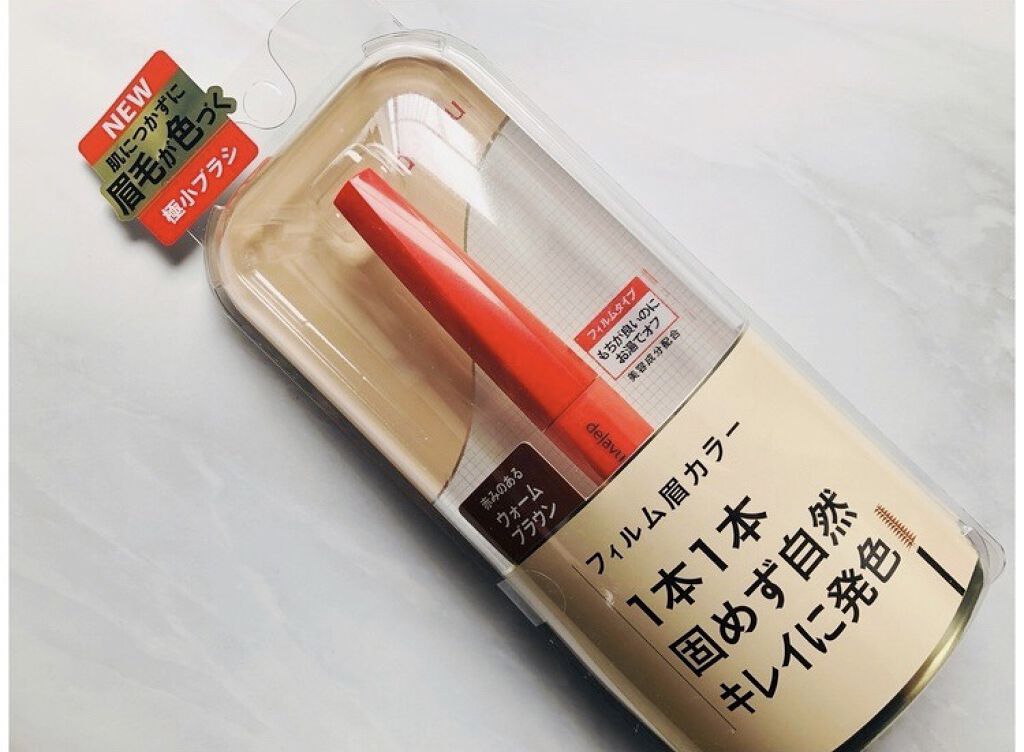 NEW
肌につかずに
眉毛が色づく
極小ブラシ
U
フィルムタイプ
もちが良いのに
お湯でオフ
美容成分配合
dejavu
赤みのある
ウォーム
ブラウン
フィルム眉カラー
1本1本
固めず自然
キレイに発色